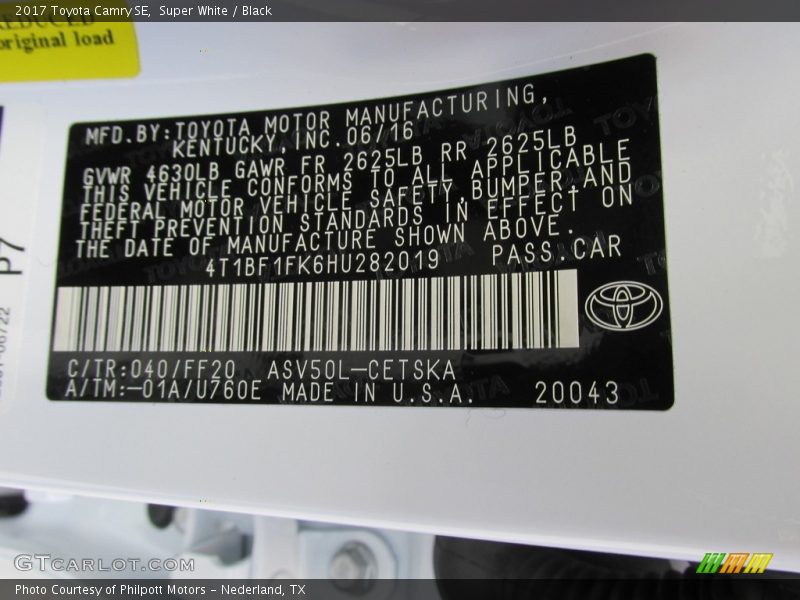 2017 Toyota Camry SE, Super White / Black
REDUCED
original load
MFD.BY:TOYOTA MOTOR MANUFACTURING,
KENTUCKY,INC.06/16
GVWR 4630LB GAWR FR 2625LB RR 2625LB
THIS VEHICLE CONFORMS TO ALL APPLICABLE
FEDERAL MOTOR VEHICLE SAFETY,BUMPER,AND
THEFT PREVENTION STANDARDS IN EFFECT ON
THE DATE OF MANUFACTURE SHOWN ABOVE.
4T1BF1FK6HU282019 PASS.CAR
C/TR:040/FF20 ASV50L-CETSKA
A/TM:-01A/U760E MADE IN U.S.A. 20043
P7
GTCARLOT.COM
Photo Courtesy of Philpott Motors - Nederland, TX